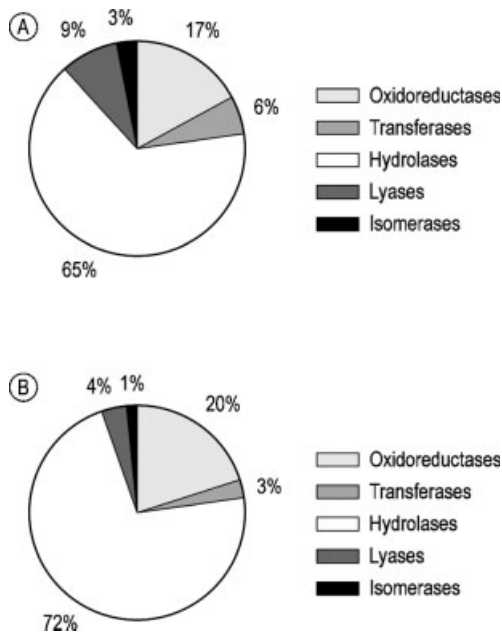 A
9% 3% 17%
6%
65%
Oxidoreductases
Transferases
Hydrolases
Lyases
Isomerases
B
4% 1% 20%
3%
72%
Oxidoreductases
Transferases
Hydrolases
Lyases
Isomerases